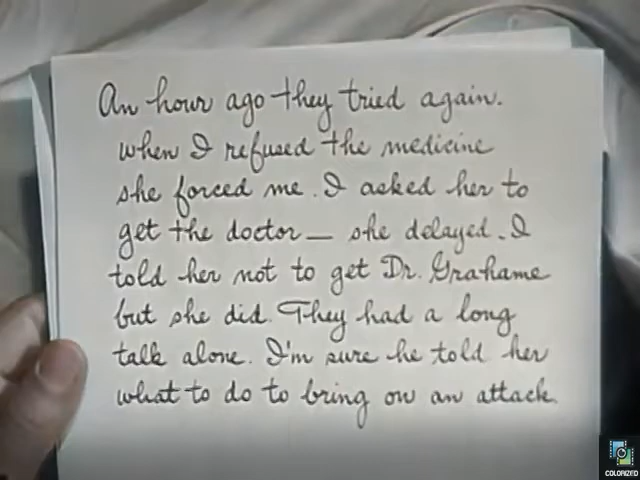 An hour ago they tried again.
when I refused the medicine
she forced me. I asked her to
get the doctor— she delayed. I
told her not to get Dr. Grahame
but she did. They had a long
talk alone. I'm sure he told her
what to do to bring on an attack.
COLORIZED